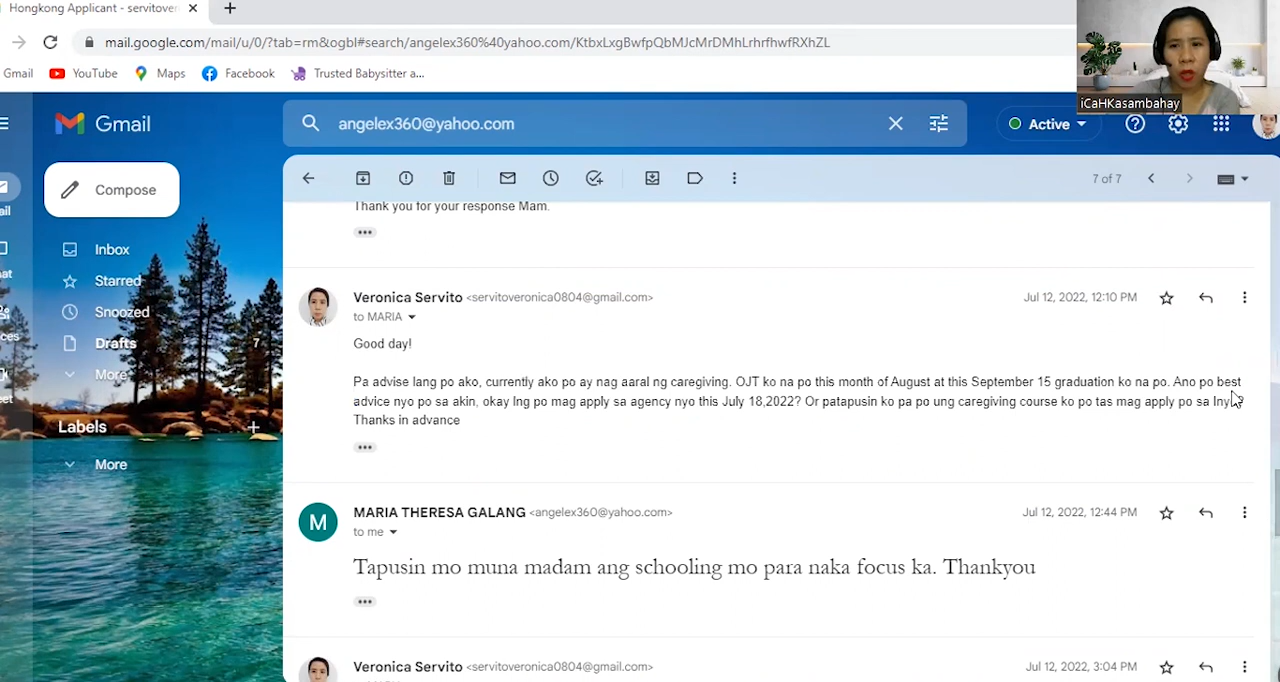 Hongkong Applicant - servitover
mail.google.com/mail/u/0/?tab=rm&ogbl#search/angelex360%40yahoo.com/KtbxLxgBwfpQbMJcMrDMhLrhrfhwfRXhZL
Gmail YouTube Maps Facebook Trusted Babysitter a...
iCaHKasambahay
Gmail
angelex360@yahoo.com
Active
Compose
7 of 7
Thank you for your response Mam.
Inbox
Starred
Snoozed
Drafts 7
More
Labels
More
Veronica Servito <servitoveronica0804@gmail.com> Jul 12, 2022, 12:10 PM
to MARIA
Good day!
Pa advise lang po ako, currently ako po ay nag aaral ng caregiving. OJT ko na po this month of August at this September 15 graduation ko na po. Ano po best
advice nyo po sa akin, okay lng po mag apply sa agency nyo this July 18,2022? Or patapusin ko pa po ung caregiving course ko po tas mag apply po sa
Thanks in advance
MARIA THERESA GALANG <angelex360@yahoo.com> Jul 12, 2022, 12:44 PM
M
to me
Tapusin mo muna madam ang schooling mo para naka focus ka. Thankyou
Veronica Servito <servitoveronica0804@gmail.com> Jul 12, 2022, 3:04 PM